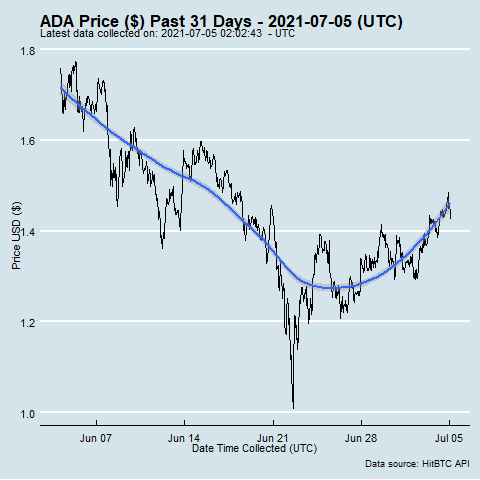 ADA Price ($) Past 31 Days - 2021-07-05 (UTC)
Latest data collected on: 2021-07-05 02:02:43 - UTC
1.8
1.6
1.4
1.2
1.0
Price USD ($)
Jun 07 Jun 14 Jun 21 Jun 28 Jul 05
Date Time Collected (UTC)
Data source: HitBTC API